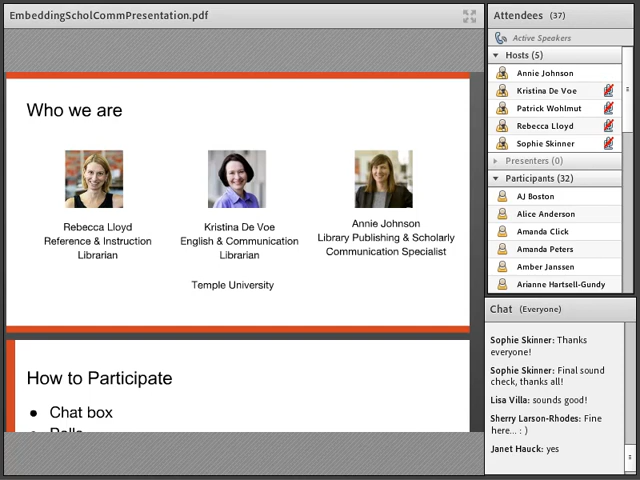 EmbeddingScholCommPresentation.pdf
Who we are
Rebecca Lloyd
Reference & Instruction
Librarian
Kristina De Voe
English & Communication
Librarian
Annie Johnson
Library Publishing & Scholarly
Communication Specialist
Temple University
How to Participate
● Chat box
● Polls
Attendees (37)
Active Speakers
Hosts (5)
Annie Johnson
Kristina De Voe
Patrick Wohlmut
Rebecca Lloyd
Sophie Skinner
Presenters (0)
Participants (32)
AJ Boston
Alice Anderson
Amanda Click
Amanda Peters
Amber Janssen
Arianne Hartsell-Gundy
Chat (Everyone)
Sophie Skinner: Thanks
everyone!
Sophie Skinner: Final sound
check, thanks all!
Lisa Villa: sounds good!
Sherry Larson-Rhodes: Fine
here... : )
Janet Hauck: yes